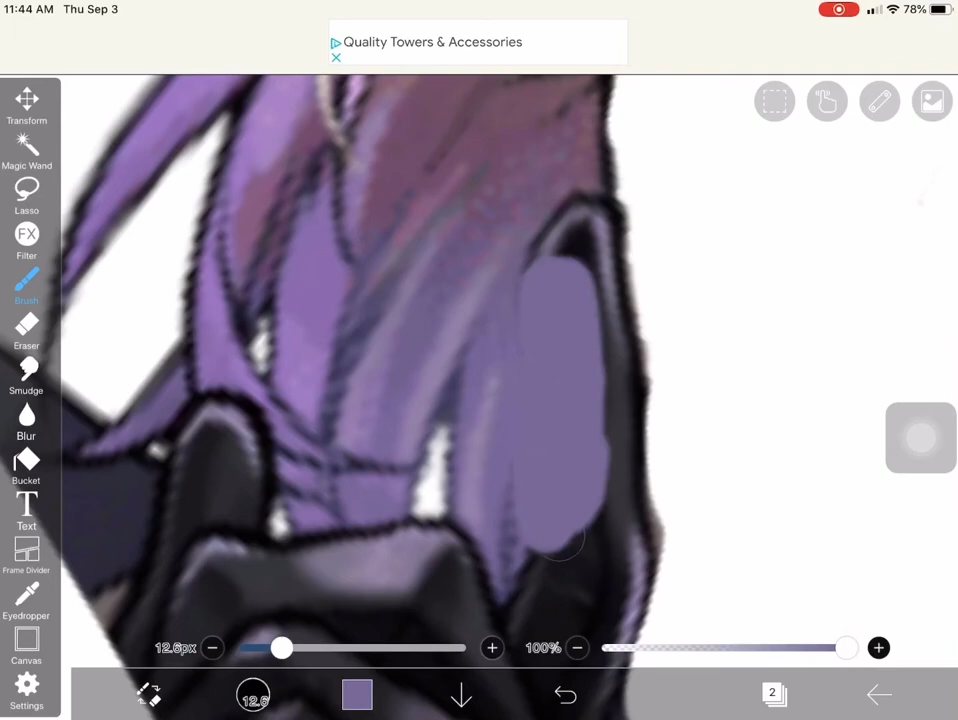 11:44 AM Thu Sep 3
78%
Quality Towers & Accessories
Transform
Magic Wand
Lasso
FX
Filter
Brush
Eraser
Smudge
Blur
Bucket
T
Text
Frame Divider
Eyedropper
Canvas
Settings
12.6px
100%
12.6
2